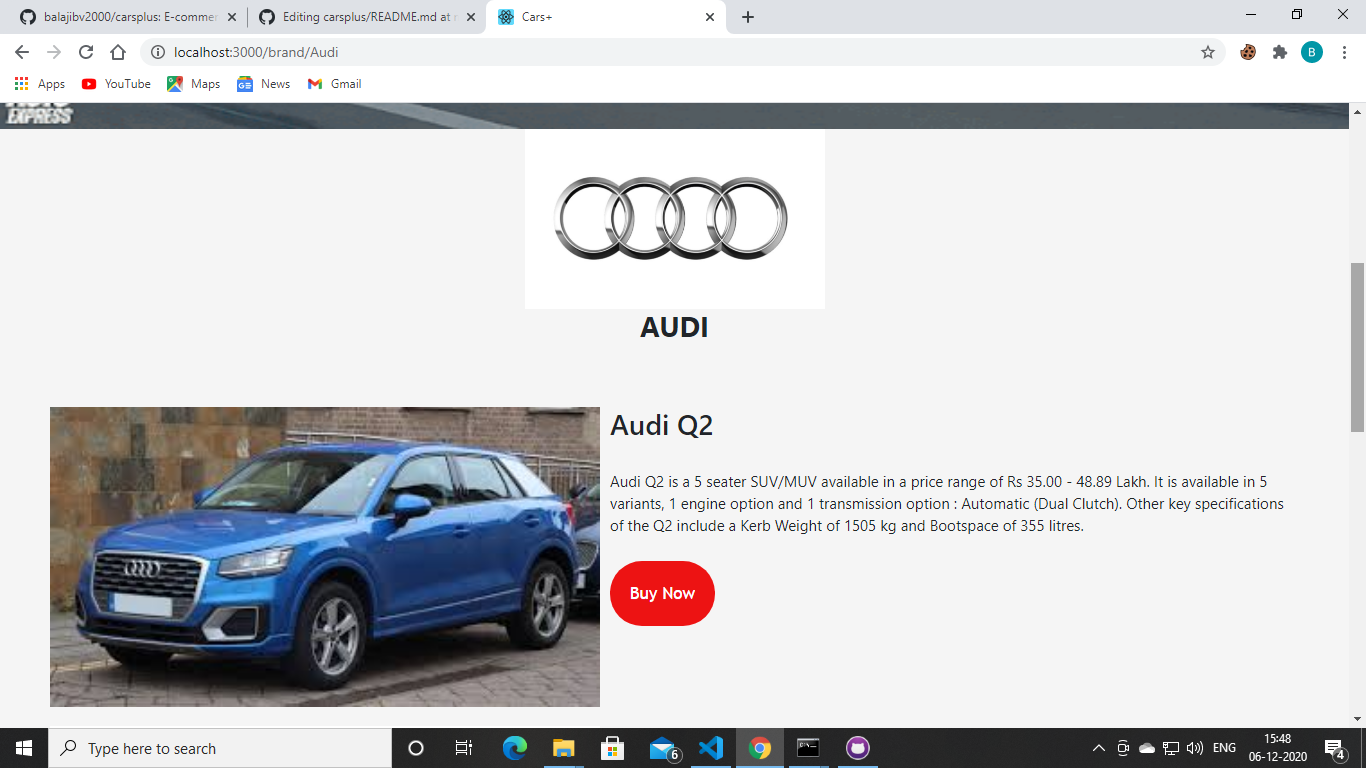 balajibv2000/carsplus: E-commer
Editing carsplus/README.md at
Cars+
localhost:3000/brand/Audi
B
Apps
YouTube
Maps
News
Gmail
EXPRESS
AUDI
Audi Q2
Audi Q2 is a 5 seater SUV/MUV available in a price range of Rs 35.00 - 48.89 Lakh. It is available in 5
variants, 1 engine option and 1 transmission option : Automatic (Dual Clutch). Other key specifications
of the Q2 include a Kerb Weight of 1505 kg and Bootspace of 355 litres.
Buy Now
Type here to search
6
ENG
15:48
06-12-2020
4